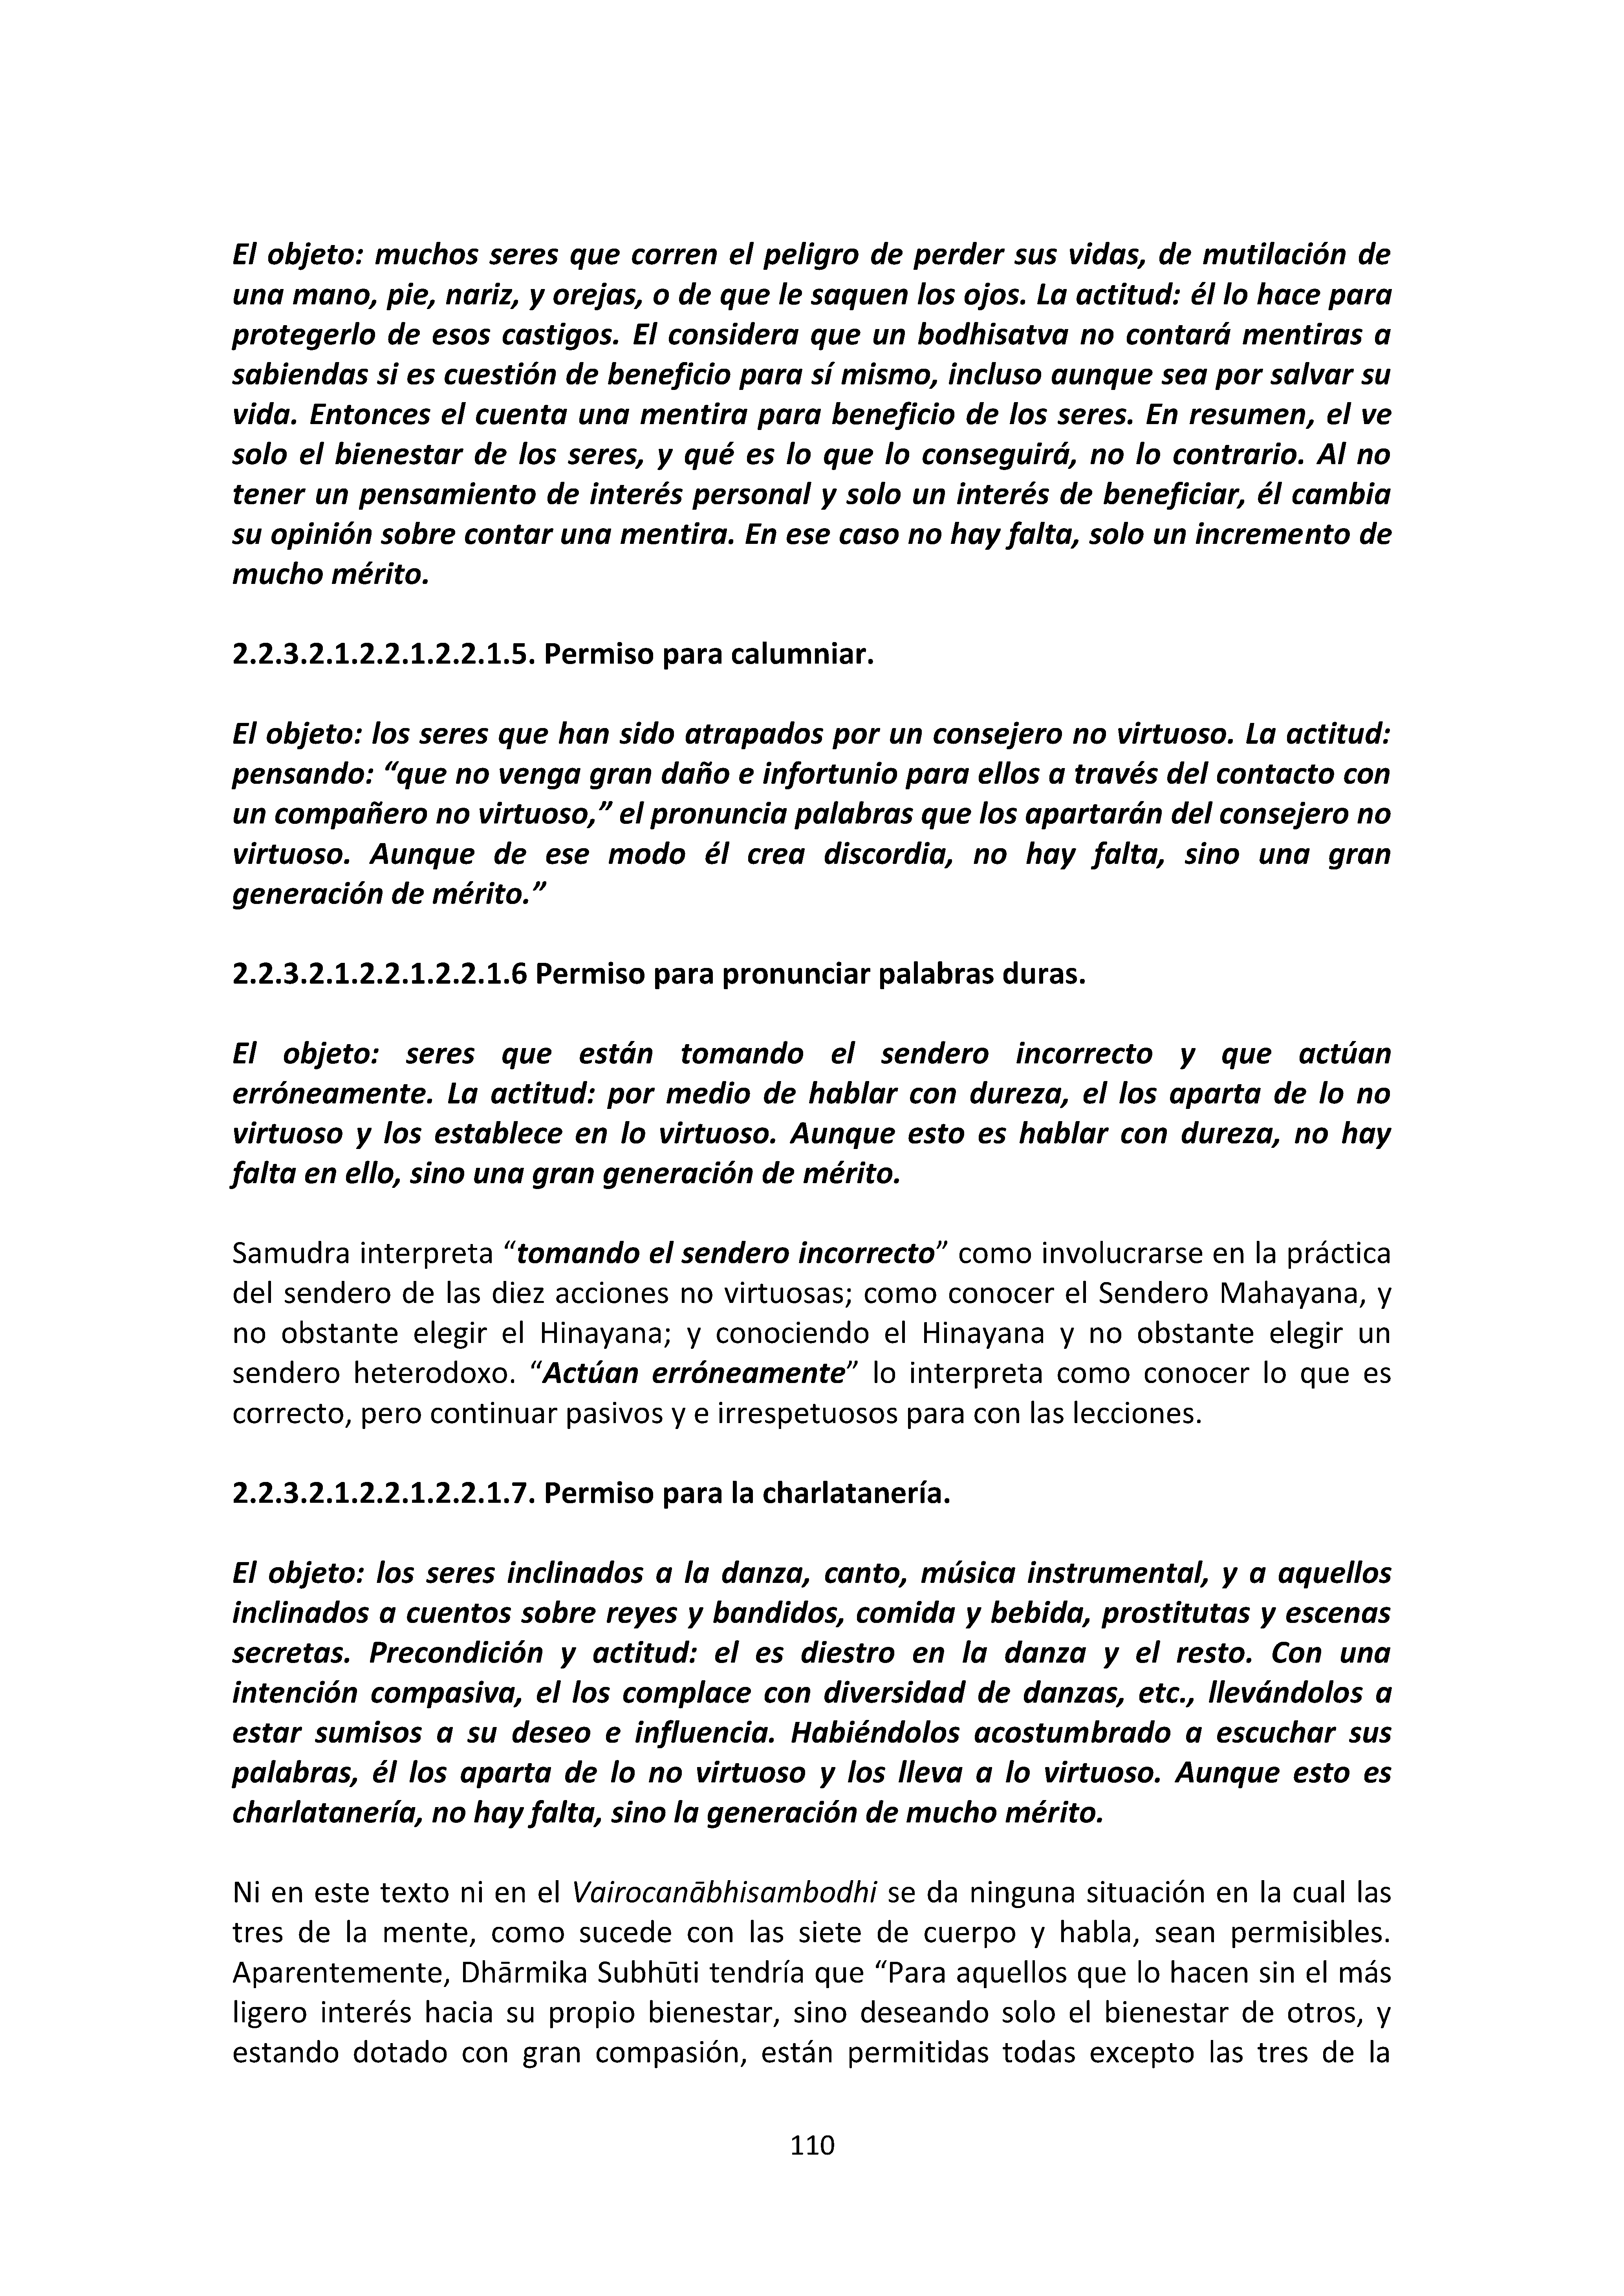 El objeto: muchos seres que corren el peligro de perder sus vidas, de mutilación de
una mano, pie, nariz, y orejas, o de que le saquen los ojos. La actitud: él lo hace para
protegerlo de esos castigos. El considera que un bodhisatva no contará mentiras a
sabiendas si es cuestión de beneficio para sí mismo, incluso aunque sea por salvar su
vida. Entonces el cuenta una mentira para beneficio de los seres. En resumen, el ve
solo el bienestar de los seres, y qué es lo que lo conseguirá, no lo contrario. Al no
tener un pensamiento de interés personal y solo un interés de beneficiar, él cambia
su opinión sobre contar una mentira. En ese caso no hay falta, solo un incremento de
mucho mérito.
2.2.3.2.1.2.2.1.2.2.1.5. Permiso para calumniar.
El objeto: los seres que han sido atrapados por un consejero no virtuoso. La actitud:
pensando: “que no venga gran daño e infortunio para ellos a través del contacto con
un compañero no virtuoso,” el pronuncia palabras que los apartarán del consejero no
virtuoso. Aunque de ese modo él crea discordia, no hay falta, sino una gran
generación de mérito.”
2.2.3.2.1.2.2.1.2.2.1.6 Permiso para pronunciar palabras duras.
El objeto: seres que están tomando el sendero incorrecto y que actúan
erróneamente. La actitud: por medio de hablar con dureza, el los aparta de lo no
virtuoso y los establece en lo virtuoso. Aunque esto es hablar con dureza, no hay
falta en ello, sino una gran generación de mérito.
Samudra interpreta “tomando el sendero incorrecto” como involucrarse en la práctica
del sendero de las diez acciones no virtuosas; como conocer el Sendero Mahayana, y
no obstante elegir el Hinayana; y conociendo el Hinayana y no obstante elegir un
sendero heterodoxo. “Actúan erróneamente” lo interpreta como conocer lo que es
correcto, pero continuar pasivos y e irrespetuosos para con las lecciones.
2.2.3.2.1.2.2.1.2.2.1.7. Permiso para la charlatanería.
El objeto: los seres inclinados a la danza, canto, música instrumental, y a aquellos
inclinados a cuentos sobre reyes y bandidos, comida y bebida, prostitutas y escenas
secretas. Precondición y actitud: el es diestro en la danza y el resto. Con una
intención compasiva, el los complace con diversidad de danzas, etc., llevándolos a
estar sumisos a su deseo e influencia. Habiéndolos acostumbrado a escuchar sus
palabras, él los aparta de lo no virtuoso y los lleva a lo virtuoso. Aunque esto es
charlatanería, no hay falta, sino la generación de mucho mérito.
Ni en este texto ni en el Vairocanābhisambodhi se da ninguna situación en la cual las
tres de la mente, como sucede con las siete de cuerpo y habla, sean permisibles.
Aparentemente, Dhārmika Subhūti tendría que “Para aquellos que lo hacen sin el más
ligero interés hacia su propio bienestar, sino deseando solo el bienestar de otros, y
estando dotado con gran compasión, están permitidas todas excepto las tres de la
110